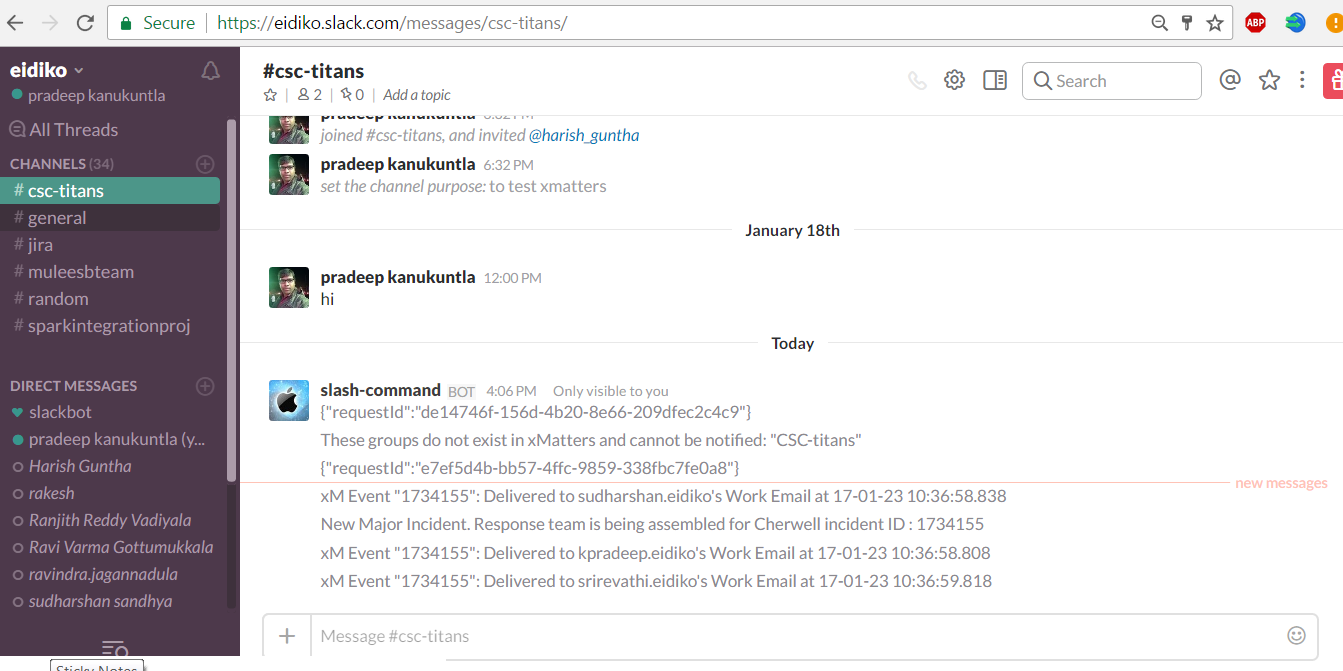 Secure
https://eidiko.slack.com/messages/csc-titans/
ABP
eidiko
pradeep kanukuntla
All Threads
CHANNELS (34)
# csc-titans
# general
# jira
# muleesbteam
# random
# sparkintegrationproj
DIRECT MESSAGES
slackbot
pradeep kanukuntla (y...
Harish Guntha
rakesh
Ranjith Reddy Vadiyala
Ravi Varma Gottumukkala
ravindra.jagannadula
sudharshan sandhya
Sticky Notes
#csc-titans
2 | 0 | Add a topic
Search
pradeep kanukuntla 6:32 PM
joined #csc-titans, and invited @harish_guntha
pradeep kanukuntla 6:32 PM
set the channel purpose: to test xmatters
January 18th
pradeep kanukuntla 12:00 PM
hi
Today
slash-command BOT 4:06 PM Only visible to you
{"requestId":"de14746f-156d-4b20-8e66-209dfec2c4c9"}
These groups do not exist in xMatters and cannot be notified: "CSC-titans"
{"requestId":"e7ef5d4b-bb57-4ffc-9859-338fbc7fe0a8"}
new messages
xM Event "1734155": Delivered to sudharshan.eidiko's Work Email at 17-01-23 10:36:58.838
New Major Incident. Response team is being assembled for Cherwell incident ID : 1734155
xM Event "1734155": Delivered to kpradeep.eidiko's Work Email at 17-01-23 10:36:58.808
xM Event "1734155": Delivered to srirevathi.eidiko's Work Email at 17-01-23 10:36:59.818
Message #csc-titans